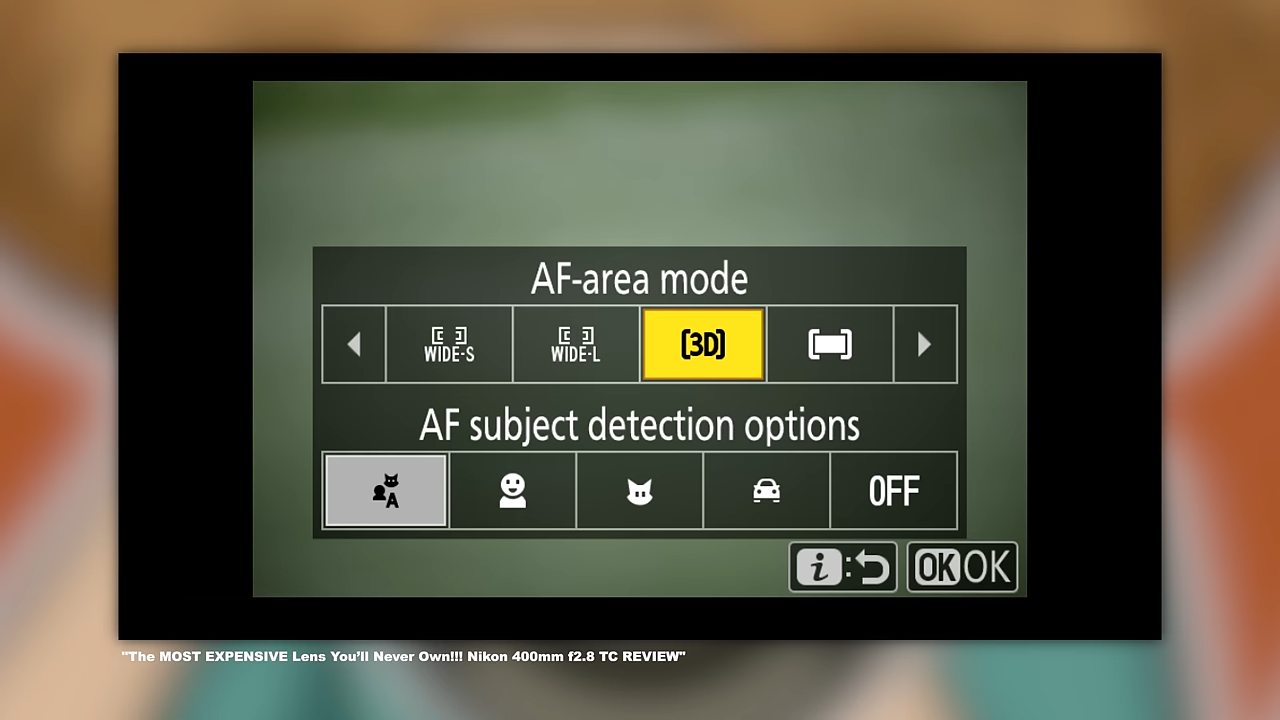 AF-area mode
WIDE-S WIDE-L [3D]
AF subject detection options
A OFF
i : OK OK
"The MOST EXPENSIVE Lens You'll Never Own!!! Nikon 400mm f2.8 TC REVIEW"